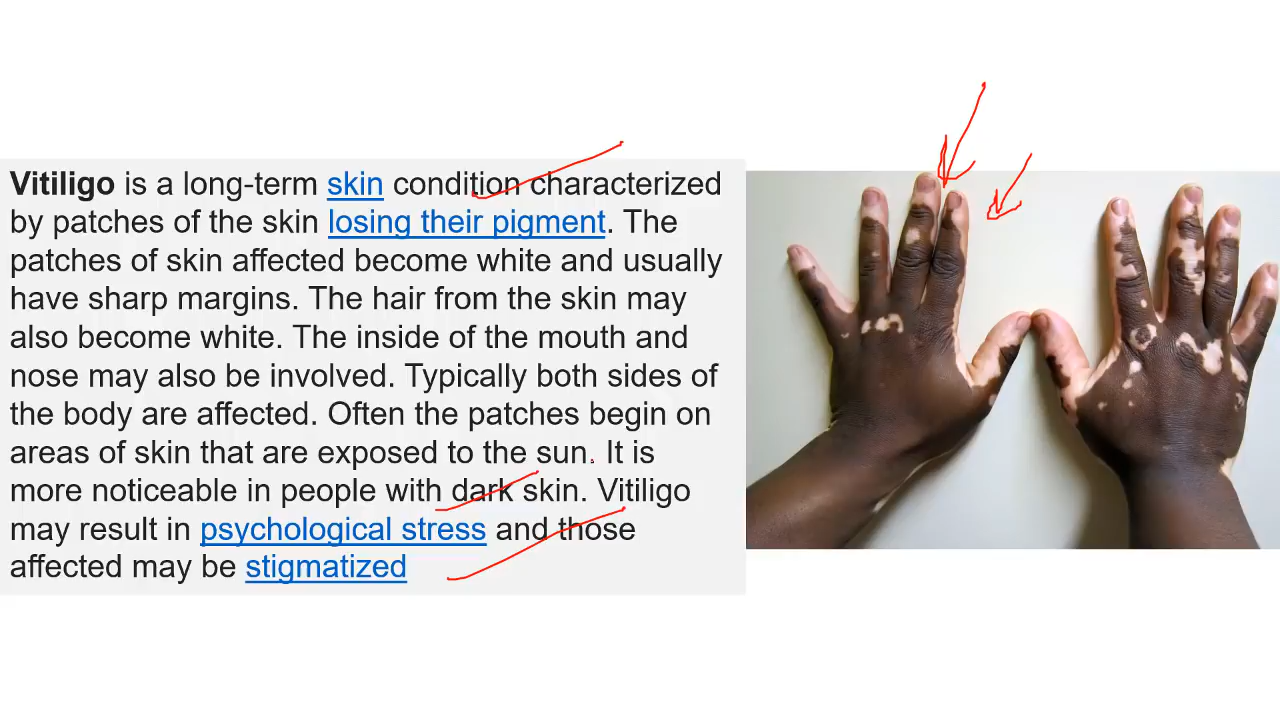 Vitiligo is a long-term skin condition characterized
by patches of the skin losing their pigment. The
patches of skin affected become white and usually
have sharp margins. The hair from the skin may
also become white. The inside of the mouth and
nose may also be involved. Typically both sides of
the body are affected. Often the patches begin on
areas of skin that are exposed to the sun. It is
more noticeable in people with dark skin. Vitiligo
may result in psychological stress and those
affected may be stigmatized